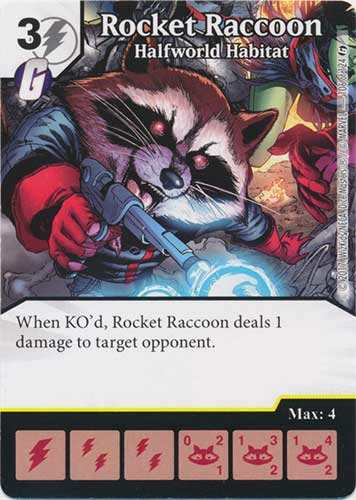 3
Rocket Raccoon
Halfworld Habitat
G
When KO’d, Rocket Raccoon deals 1
damage to target opponent.
Max: 4
0 2 1
1 3 2
1 4 2